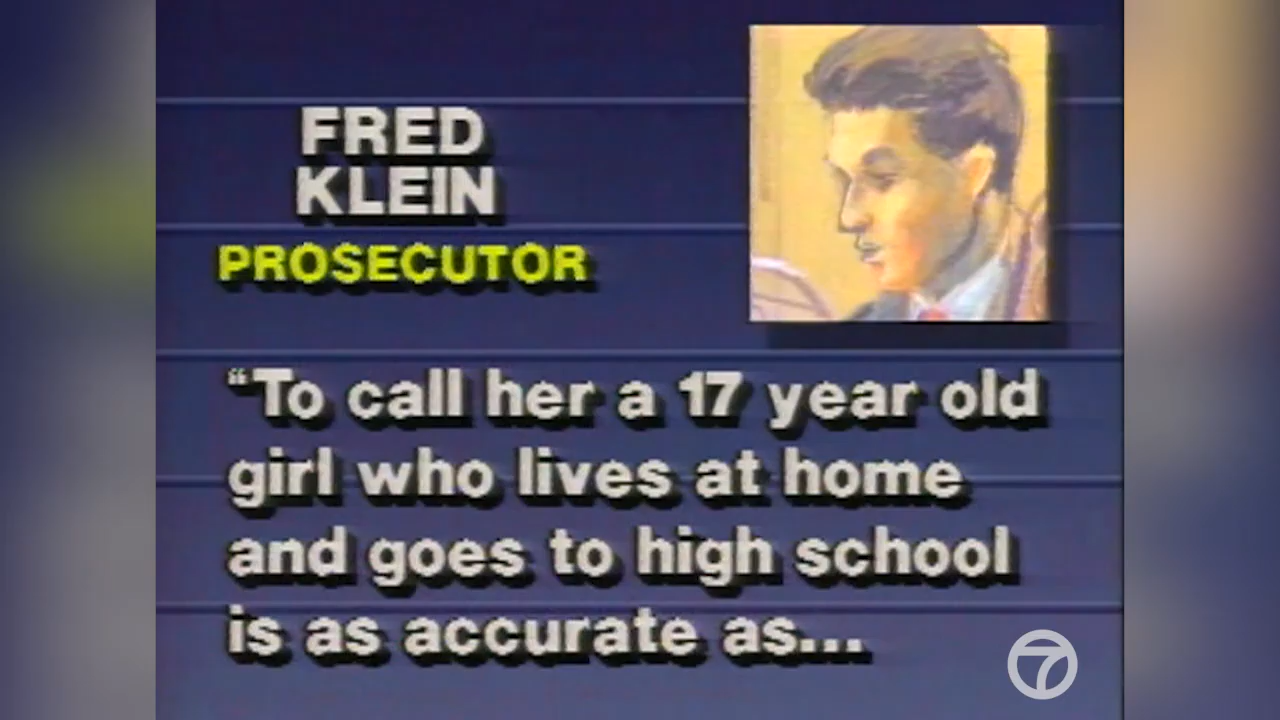 FRED
KLEIN
PROSECUTOR
“To call her a 17 year old
girl who lives at home
and goes to high school
is as accurate as...
7